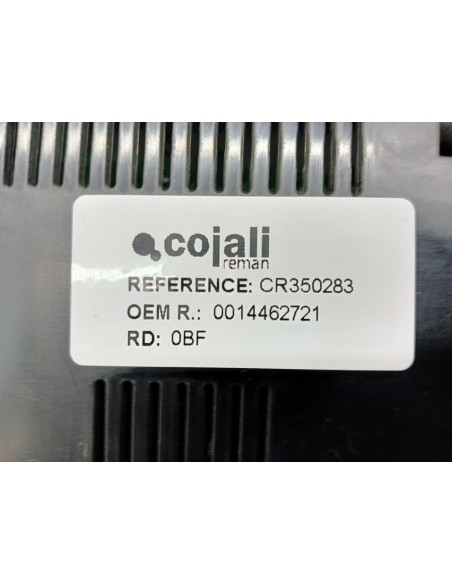 cojali
reman
REFERENCE: CR350283
OEM R.: 0014462721
RD: 0BF